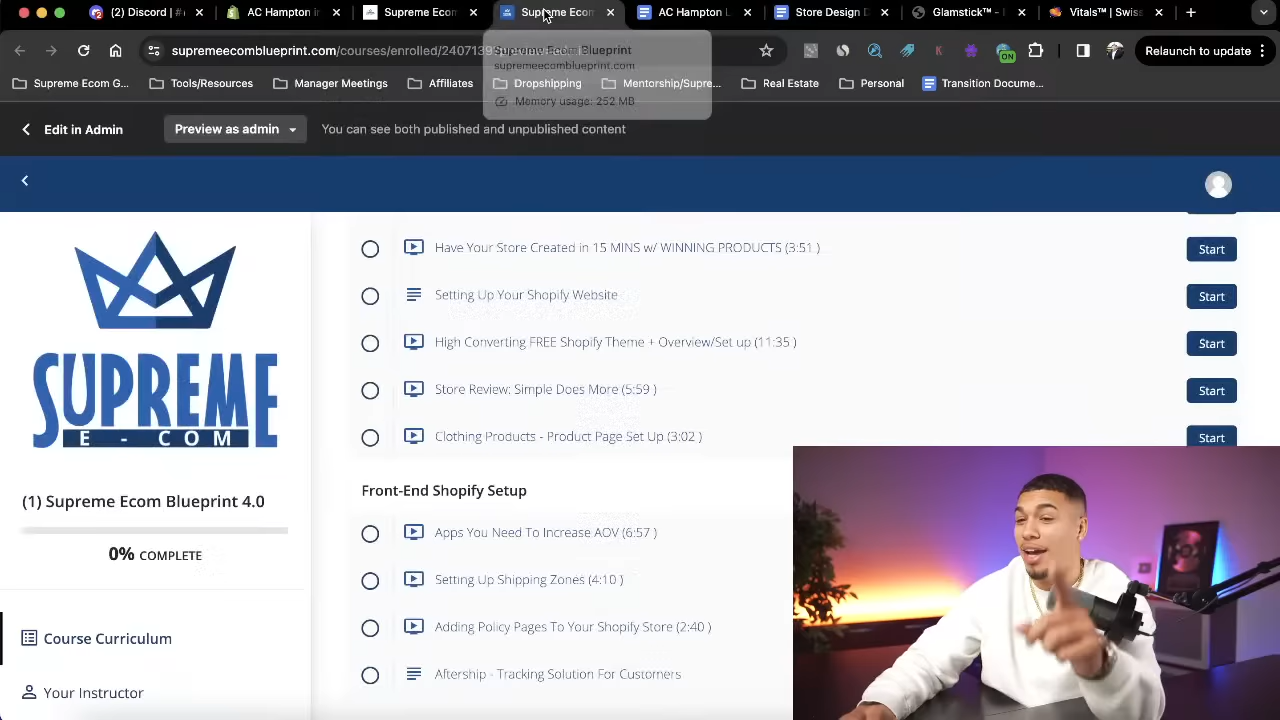 (2) Discord | #
AC Hampton i
Supreme Ecom
Supreme Ecom
AC Hampton L
Store Design D
Glamstick™ -
Vitals™ | Swiss
supremeecomblueprint.com/courses/enrolled/2407139
Relaunch to update
Supreme Ecom Blueprint
supremeecomblueprint.com
Memory usage: 252 MB
ON
Supreme Ecom G...
Tools/Resources
Manager Meetings
Affiliates
Dropshipping
Mentorship/Supre...
Real Estate
Personal
Transition Docume...
Edit in Admin
Preview as admin
You can see both published and unpublished content
SUPREME
E - COM
(1) Supreme Ecom Blueprint 4.0
0% COMPLETE
Course Curriculum
Your Instructor
Have Your Store Created in 15 MINS w/ WINNING PRODUCTS (3:51 )
Start
Setting Up Your Shopify Website
Start
High Converting FREE Shopify Theme + Overview/Set up (11:35 )
Start
Store Review: Simple Does More (5:59 )
Start
Clothing Products - Product Page Set Up (3:02 )
Start
Front-End Shopify Setup
Apps You Need To Increase AOV (6:57 )
Setting Up Shipping Zones (4:10 )
Adding Policy Pages To Your Shopify Store (2:40 )
Aftership - Tracking Solution For Customers